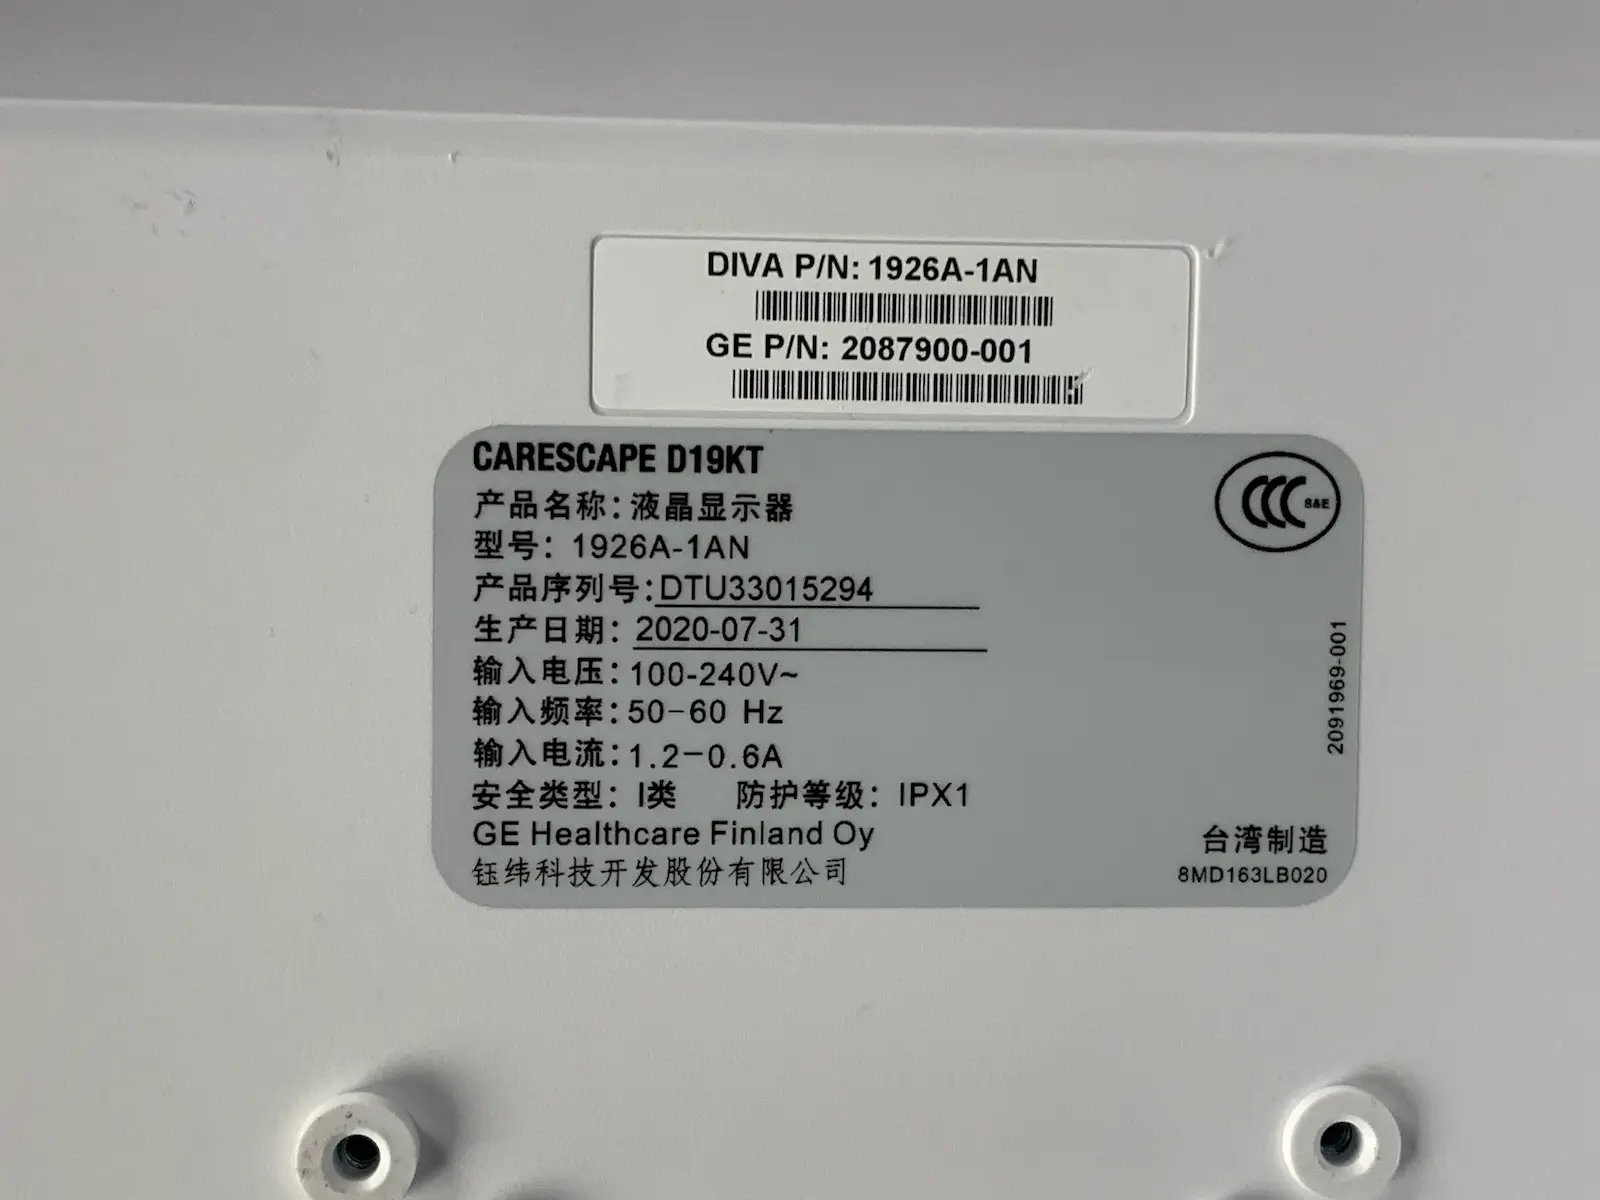 DIVA P/N: 1926A-1AN
GE P/N: 2087900-001
CARESCAPE D19KT
产品名称: 液晶显示器
型号: 1926A-1AN
产品序列号: DTU33015294
生产日期: 2020-07-31
输入电压: 100-240V~
输入频率: 50-60 Hz
输入电流: 1.2-0.6A
安全类型: I类 防护等级: IPX1
GE Healthcare Finland Oy
钰纬科技开发股份有限公司
CCC S&E
2091969-001
台湾制造
8MD163LB020